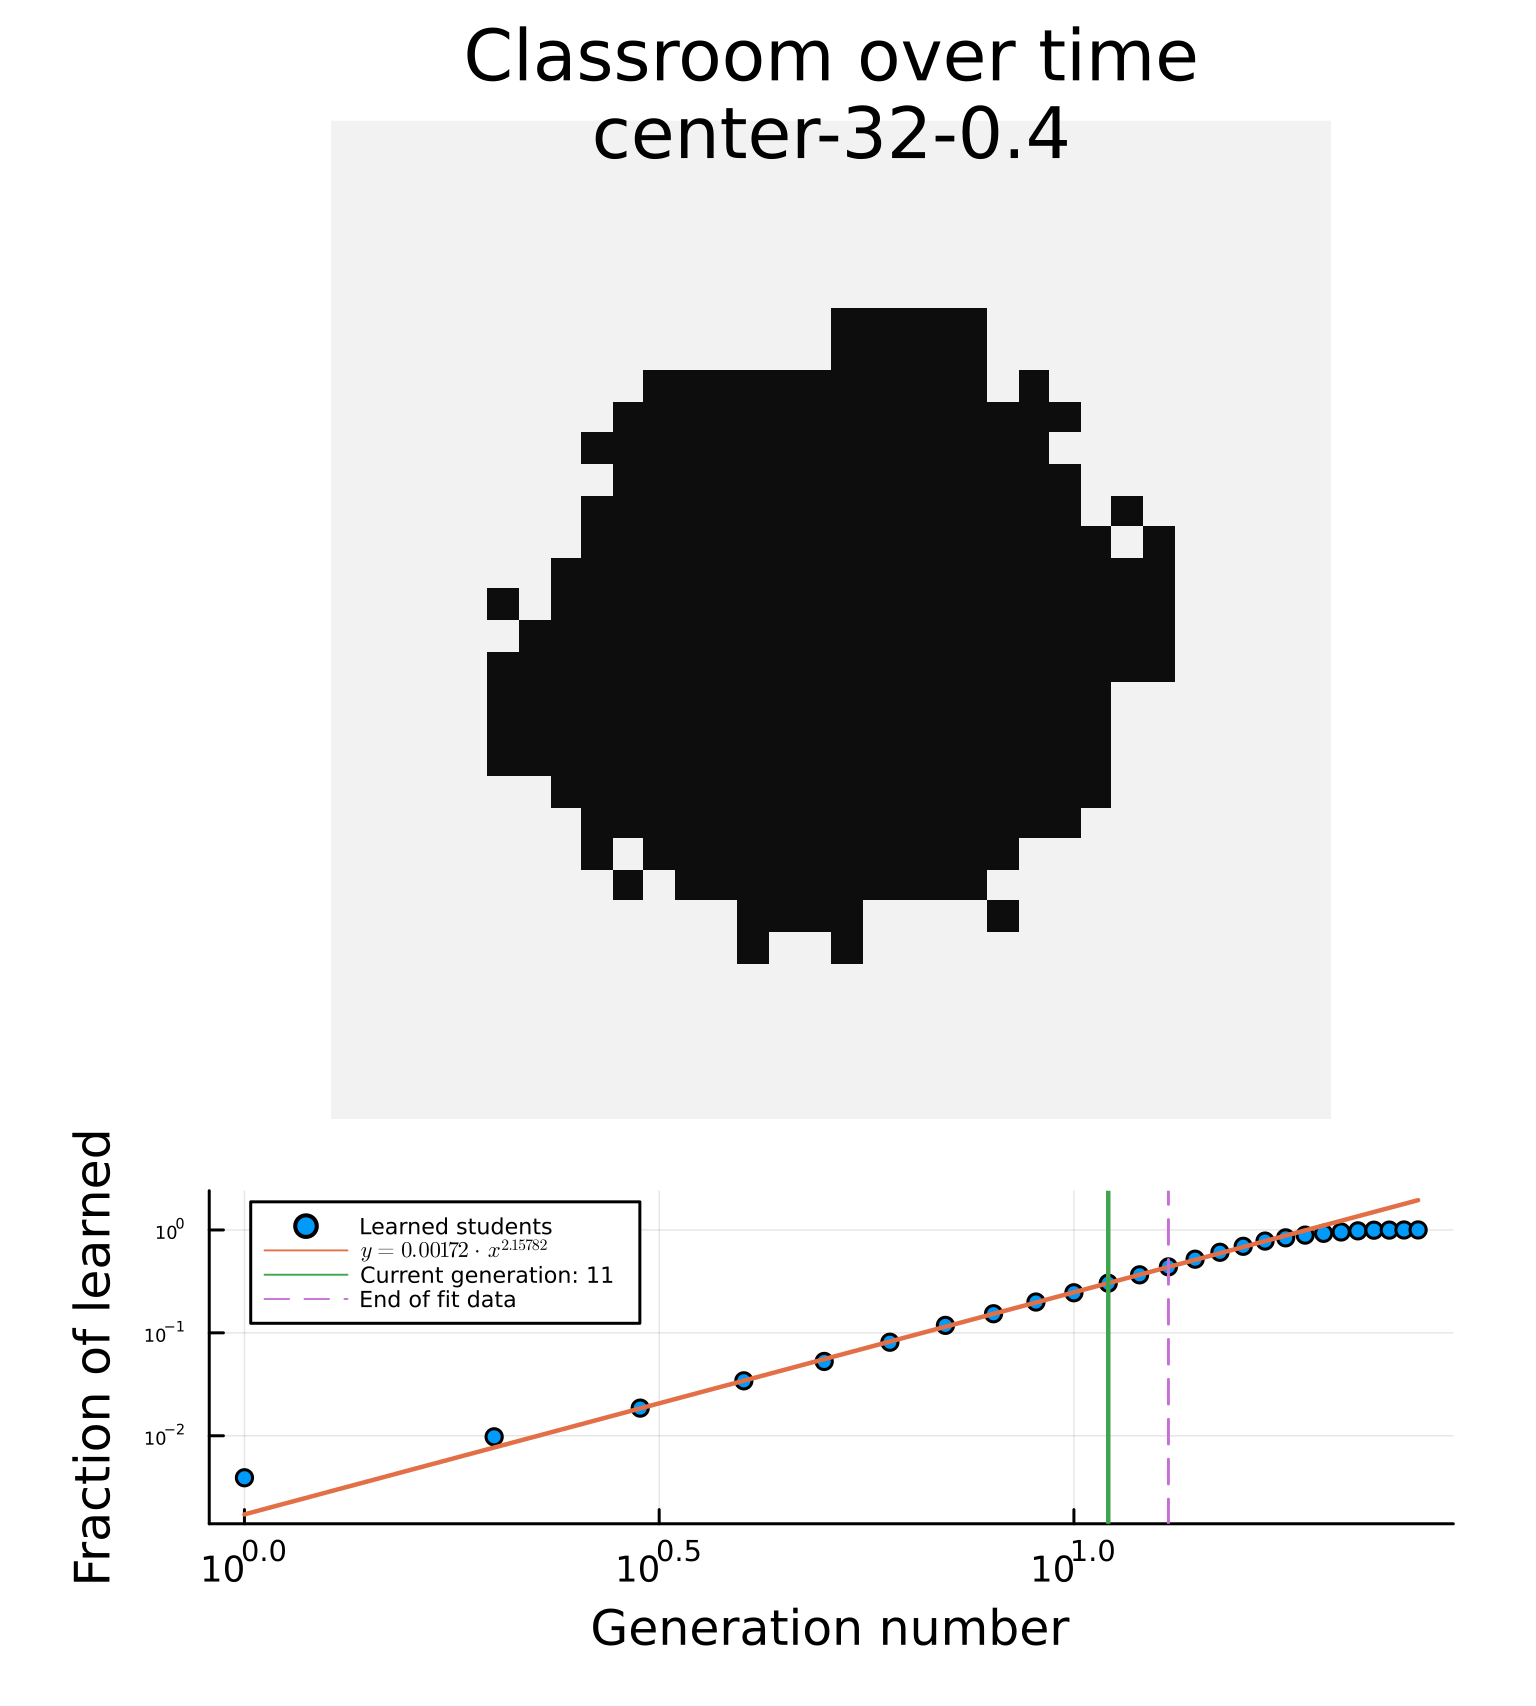 Classroom over time
center-32-0.4
Fraction of learned
10⁰
10⁻¹
10⁻²
Learned students
y = 0.00172 · x^2.15782
Current generation: 11
End of fit data
10^0.0
10^0.5
10^1.0
Generation number